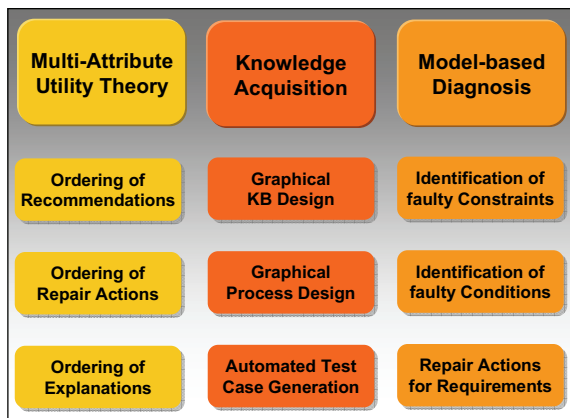 Multi-Attribute
Utility Theory
Knowledge
Acquisition
Model-based
Diagnosis
Ordering of
Recommendations
Graphical
KB Design
Identification of
faulty Constraints
Ordering of
Repair Actions
Graphical
Process Design
Identification of
faulty Conditions
Ordering of
Explanations
Automated Test
Case Generation
Repair Actions
for Requirements